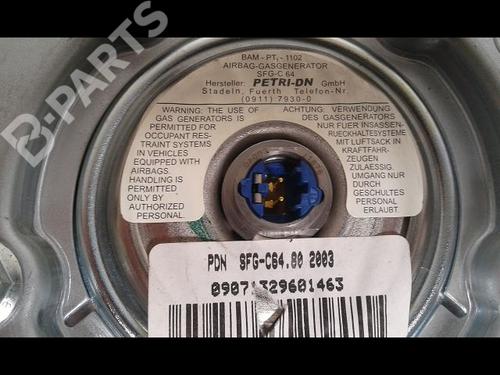 B-PARTS
BAM - PT. - 1102
AIRBAG-GASGENERATOR
SFG-C 64
Hersteller: PETRI-DN GmbH
Stadeln, Fuerth Telefon-Nr.
(0911) 7930-0
WARNING: THE USE OF
GAS GENERATORS IS
PERMITTED FOR
OCCUPANT RES-
TRAINT SYSTEMS
IN VEHICLES
EQUIPPED WITH
AIRBAGS.
HANDLING IS
PERMITTED
ONLY BY
AUTHORIZED
PERSONAL.
ACHTUNG: VERWENDUNG
DES GASGENERATORS
NUR FUER INSASSEN-
RUECKHALTESYSTEME
MIT LUFTSACK IN
KRAFTFAHR-
ZEUGEN
ZULAESSIG.
UMGANG NUR
DURCH
GESCHULTES
PERSONAL
ERLAUBT.
PDN SFG-C64.80 2003
09071329601463